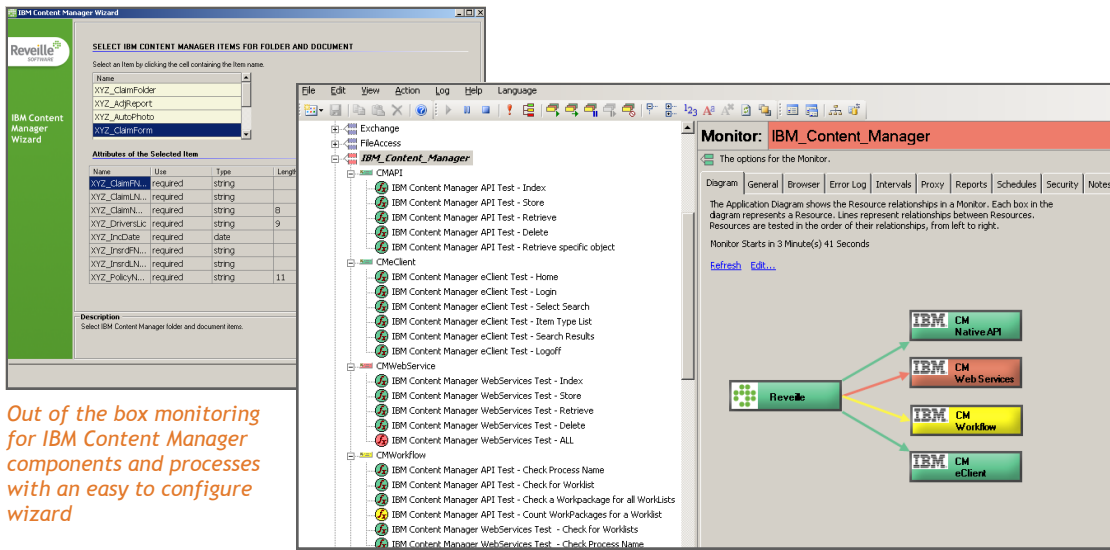 IBM Content Manager Wizard
Reveille
SOFTWARE
IBM Content
Manager
Wizard
SELECT IBM CONTENT MANAGER ITEMS FOR FOLDER AND DOCUMENT
Select an Item by clicking the cell containing the Item name.
Name
XYZ_ClaimFolder
XYZ_AdjReport
XYZ_AutoPhoto
XYZ_ClaimForm
Attributes of the Selected Item
Name Use Type Length
XYZ_ClaimFN... required string
XYZ_ClaimLN... required string
XYZ_ClaimN... required string 8
XYZ_DriversLic required string 9
XYZ_IncDate required date
XYZ_InsrdFN... required string
XYZ_InsrdLN... required string
XYZ_PolicyN... required string 11
Description
Select IBM Content Manager folder and document items.
Out of the box monitoring
for IBM Content Manager
components and processes
with an easy to configure
wizard
File Edit View Action Log Help Language
Exchange
FileAccess
IBM_Content_Manager
CMAPI
IBM Content Manager API Test - Index
IBM Content Manager API Test - Store
IBM Content Manager API Test - Retrieve
IBM Content Manager API Test - Delete
IBM Content Manager API Test - Retrieve specific object
CMeClient
IBM Content Manager eClient Test - Home
IBM Content Manager eClient Test - Login
IBM Content Manager eClient Test - Select Search
IBM Content Manager eClient Test - Item Type List
IBM Content Manager eClient Test - Search Results
IBM Content Manager eClient Test - Logoff
CMWebService
IBM Content Manager WebServices Test - Index
IBM Content Manager WebServices Test - Store
IBM Content Manager WebServices Test - Retrieve
IBM Content Manager WebServices Test - Delete
IBM Content Manager WebServices Test - ALL
CMWorkflow
IBM Content Manager API Test - Check Process Name
IBM Content Manager API Test - Check for Worklist
IBM Content Manager API Test - Check a Workpackage for all WorkLists
IBM Content Manager API Test - Count WorkPackages for a Worklist
IBM Content Manager WebServices Test - Check for Worklists
IBM Content Manager WebServices Test - Check Process Name
Monitor: IBM_Content_Manager
The options for the Monitor.
Diagram General Browser Error Log Intervals Proxy Reports Schedules Security Notes
The Application Diagram shows the Resource relationships in a Monitor. Each box in the
diagram represents a Resource. Lines represent relationships between Resources.
Resources are tested in the order of their relationships, from left to right.
Monitor Starts in 3 Minute(s) 41 Seconds
Refresh Edit...
Reveille
IBM CM
Native API
IBM CM
Web Services
IBM CM
Workflow
IBM CM
eClient